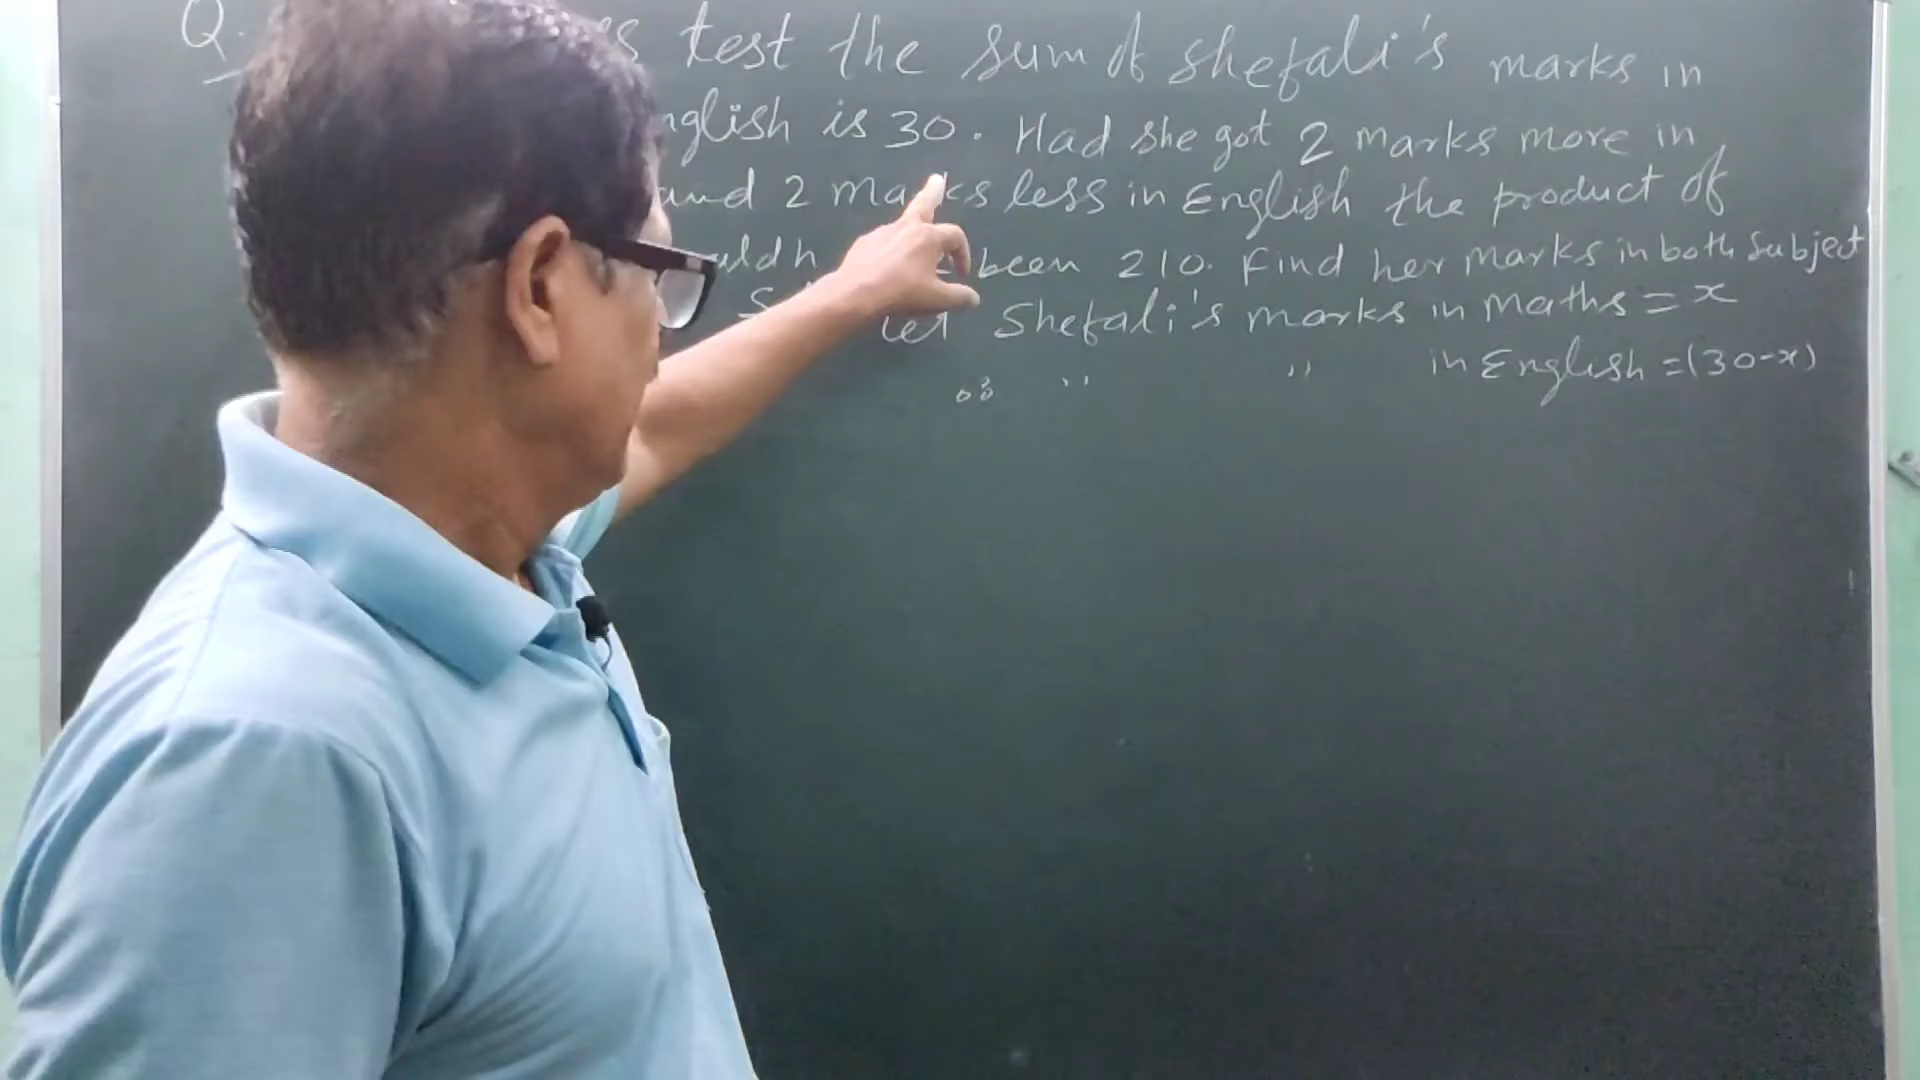 Q. test the sum of Shefali's marks in
English is 30. Had she got 2 marks more in
and 2 marks less in English the product of
been 210. Find her marks in both Subject
let Shefali's marks in Maths = x
∴ '' '' in English = (30-x)